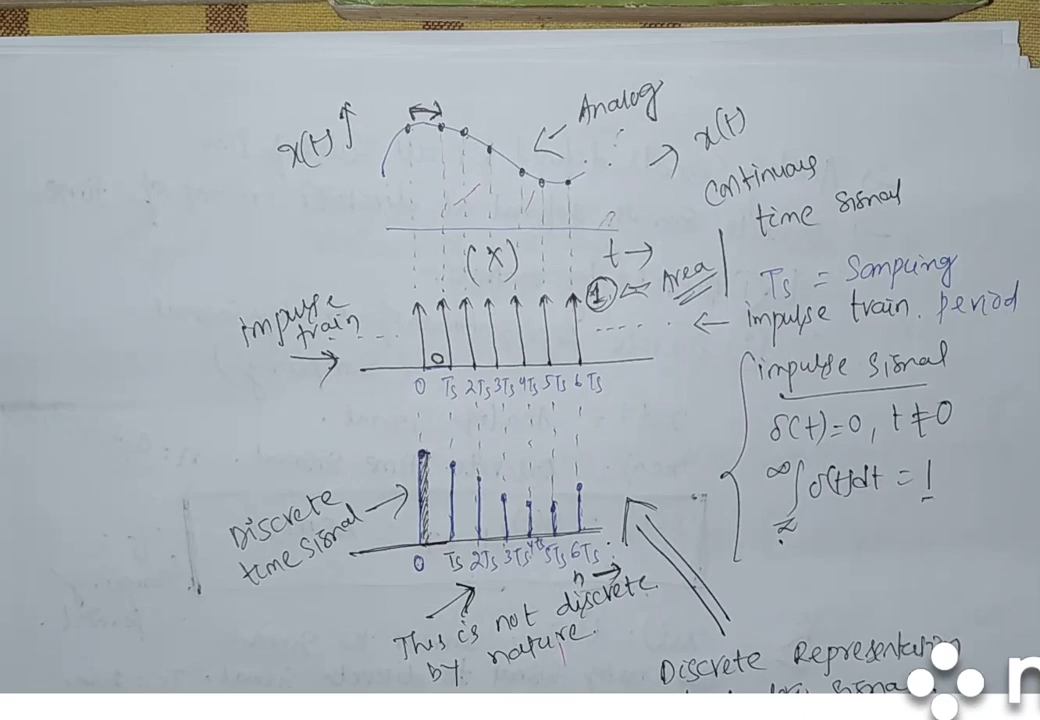 x(t)
Analog
x(t)
Continuous
time signal
t
(X)
1
Area
Ts = Sampling
period
impulse
train
impulse train.
0
0 Ts 2Ts 3Ts 4Ts 5Ts 6Ts
impulse signal
δ(t)=0, t≠0
∫δ(t)dt = 1
∞
Discrete
time signal
0 Ts 2Ts 3Ts 4Ts 5Ts 6Ts
n
This is not discrete
by nature.
Discrete Representation